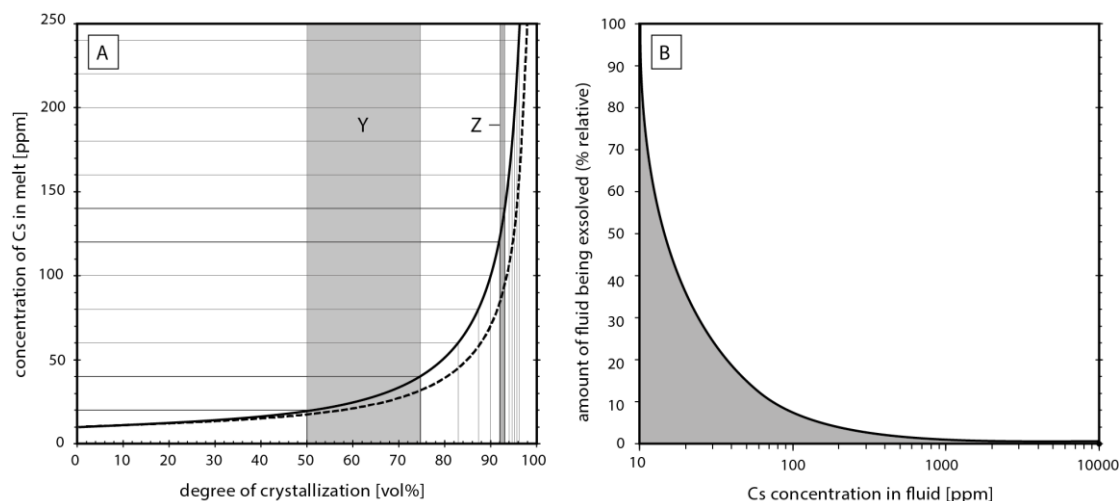 A
concentration of Cs in melt [ppm]
250
200
150
100
50
0
Y
Z
0 10 20 30 40 50 60 70 80 90 100
degree of crystallization [vol%]
B
amount of fluid being exsolved (% relative)
100
90
80
70
60
50
40
30
20
10
0
10 100 1000 10000
Cs concentration in fluid [ppm]